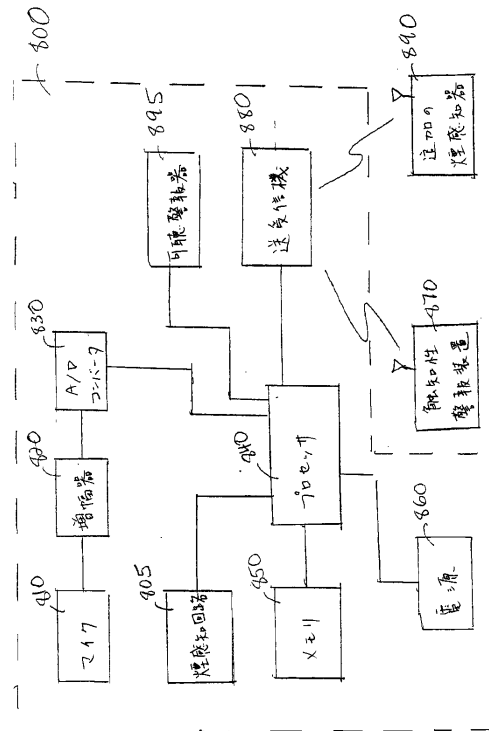 800
810
マイク
820
増幅器
830
A/D
コンバータ
805
煙感知回路
895
可聴警報器
840
プロセッサ
880
送受信機
850
メモリ
860
電源
870
触知性
警報装置
890
追加の
煙感知器